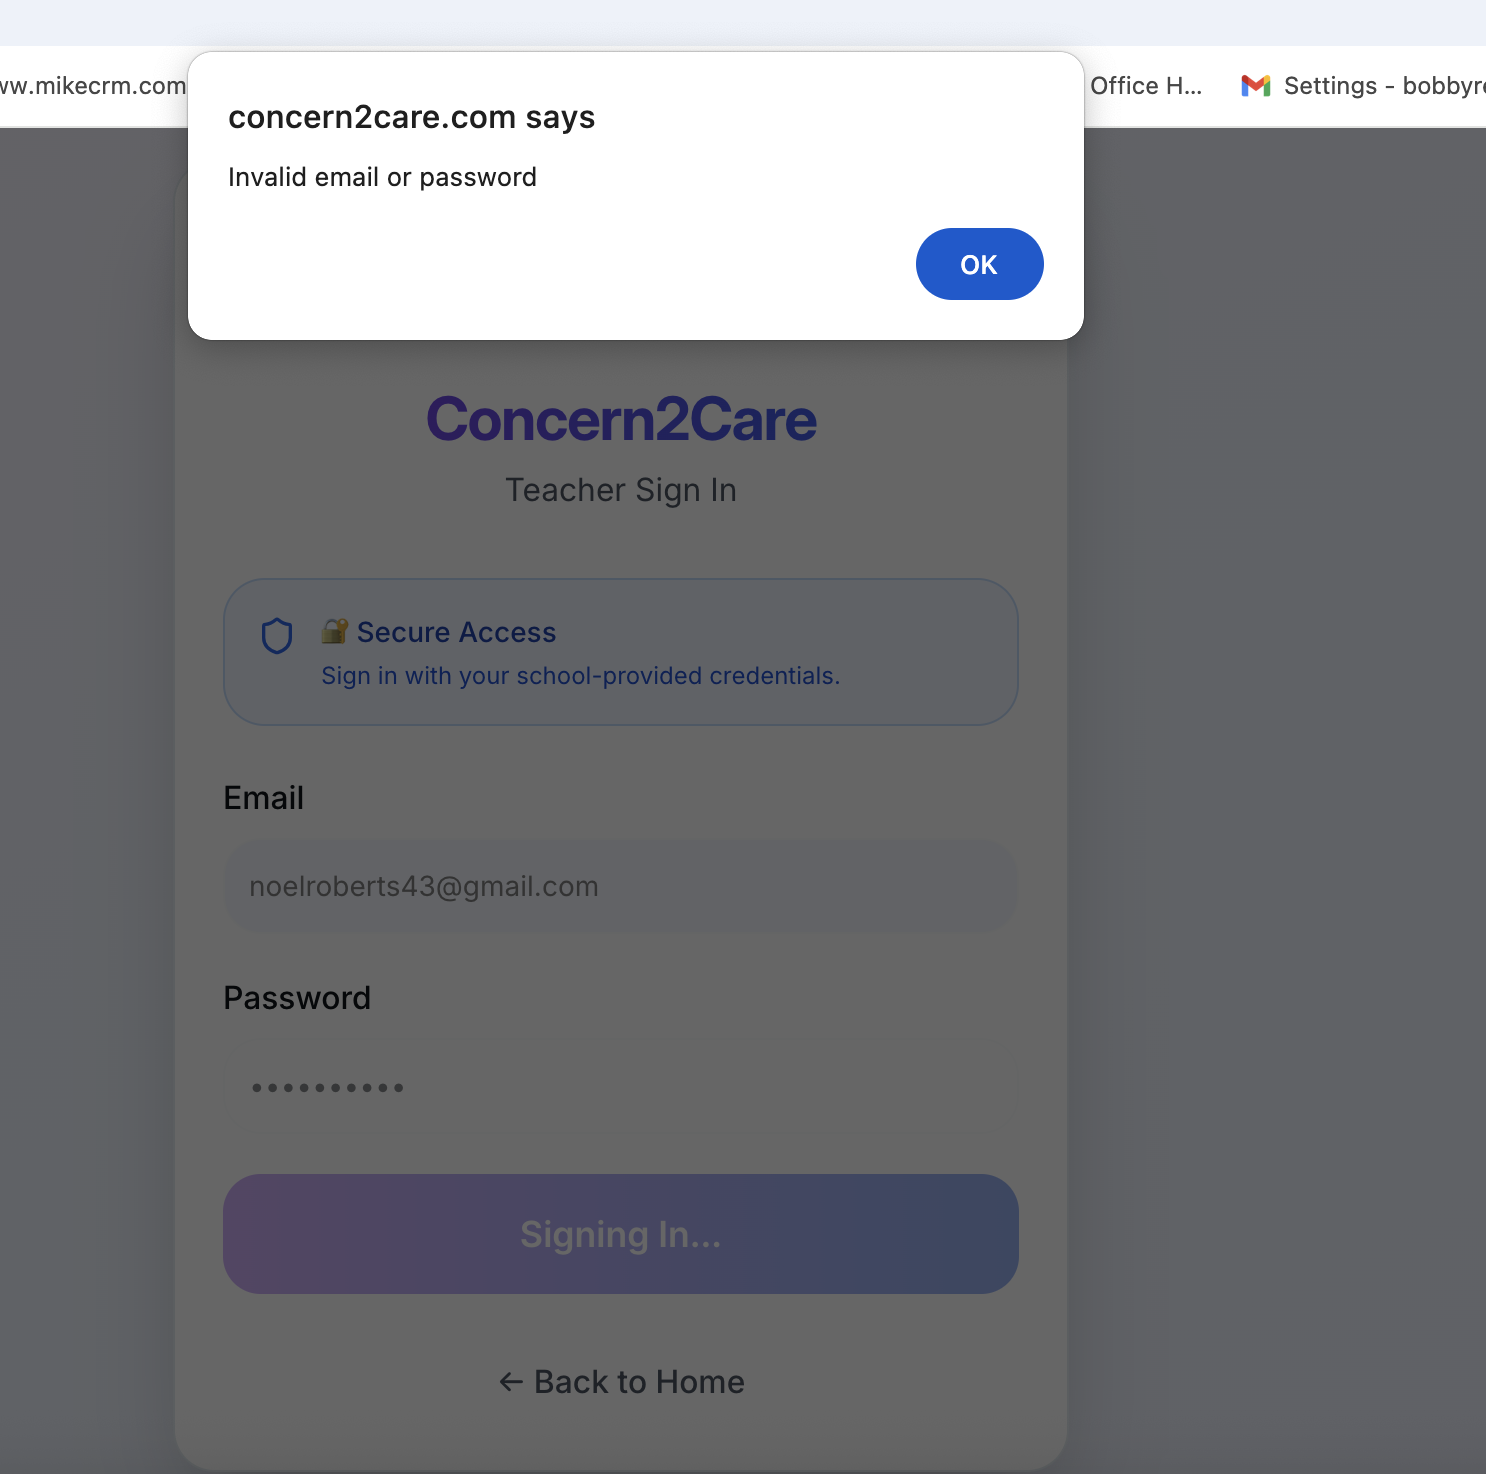 ww.mikecrm.com
Office H...
Settings - bobbyr
concern2care.com says
Invalid email or password
OK
Concern2Care
Teacher Sign In
🔐 Secure Access
Sign in with your school-provided credentials.
Email
noelroberts43@gmail.com
Password
••••••••••
Signing In...
← Back to Home